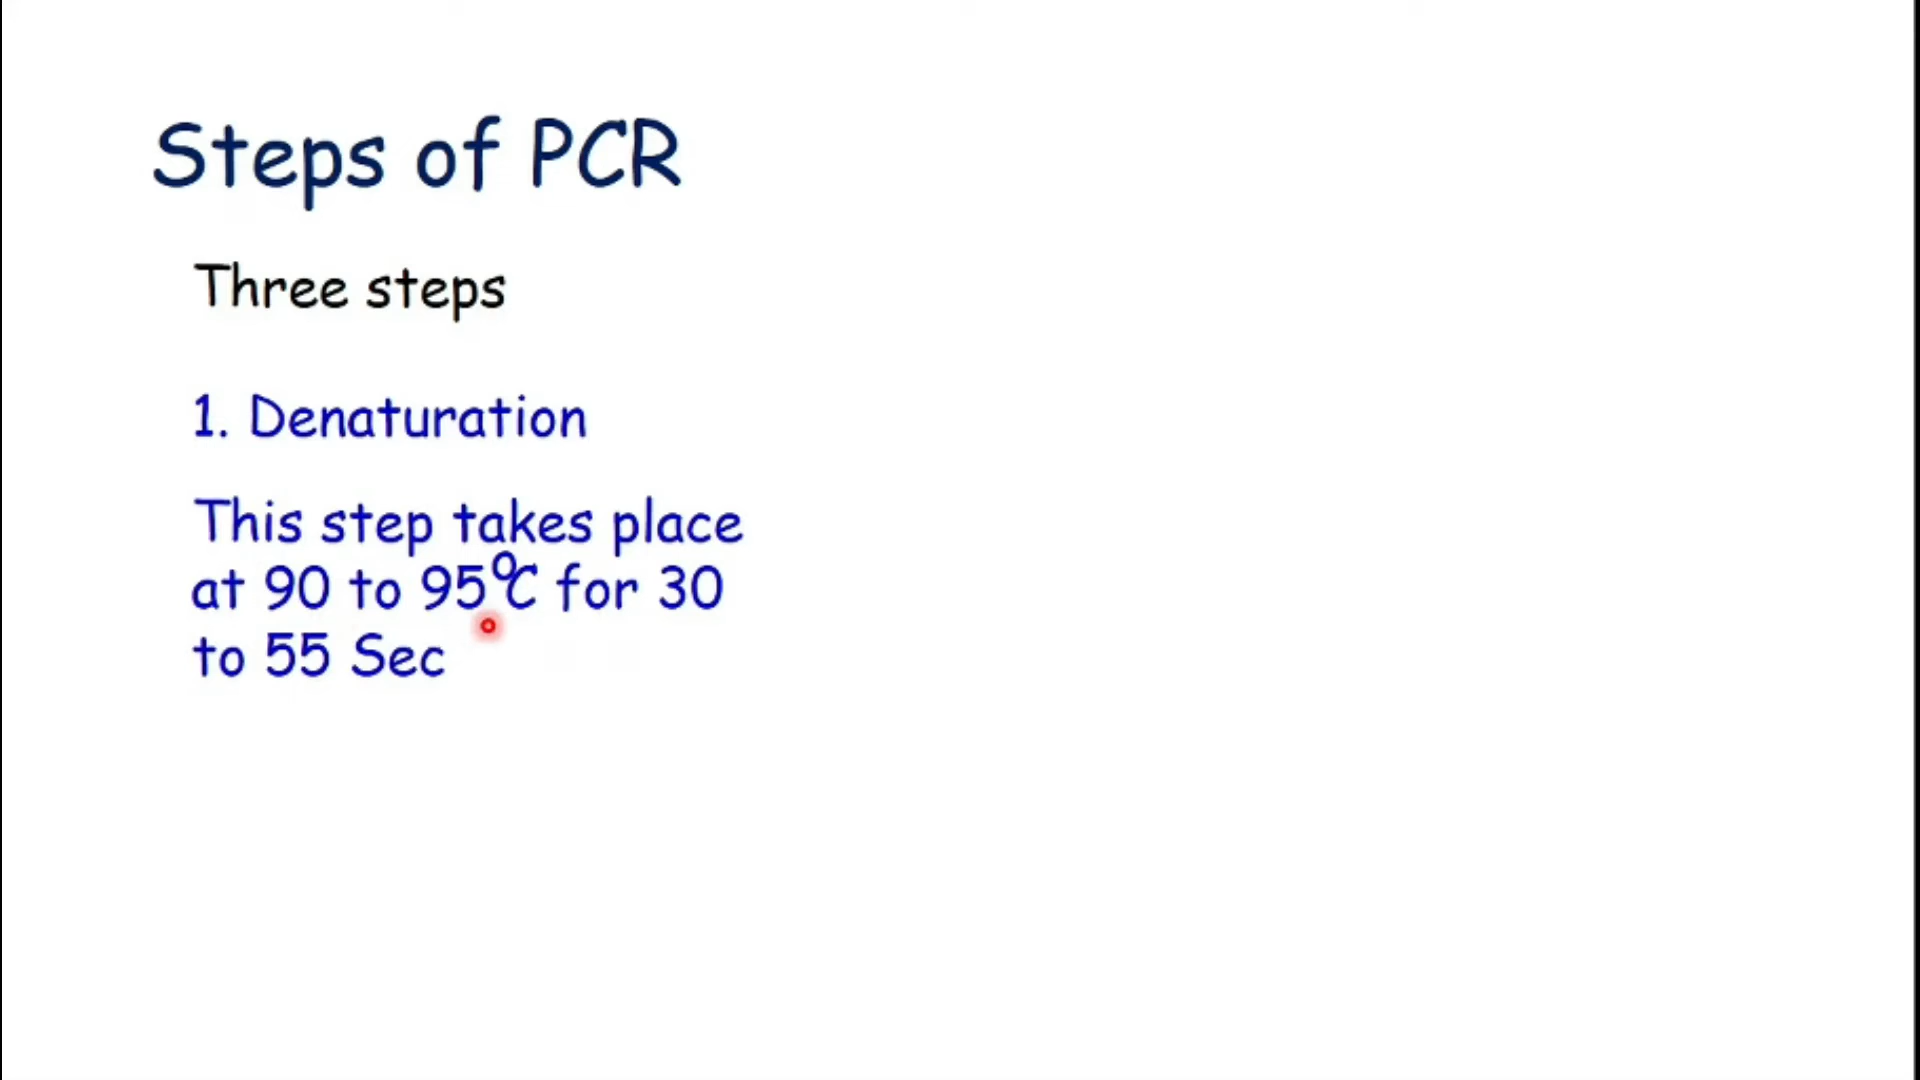 Steps of PCR
Three steps
1. Denaturation
This step takes place
at 90 to 95⁰C for 30
to 55 Sec